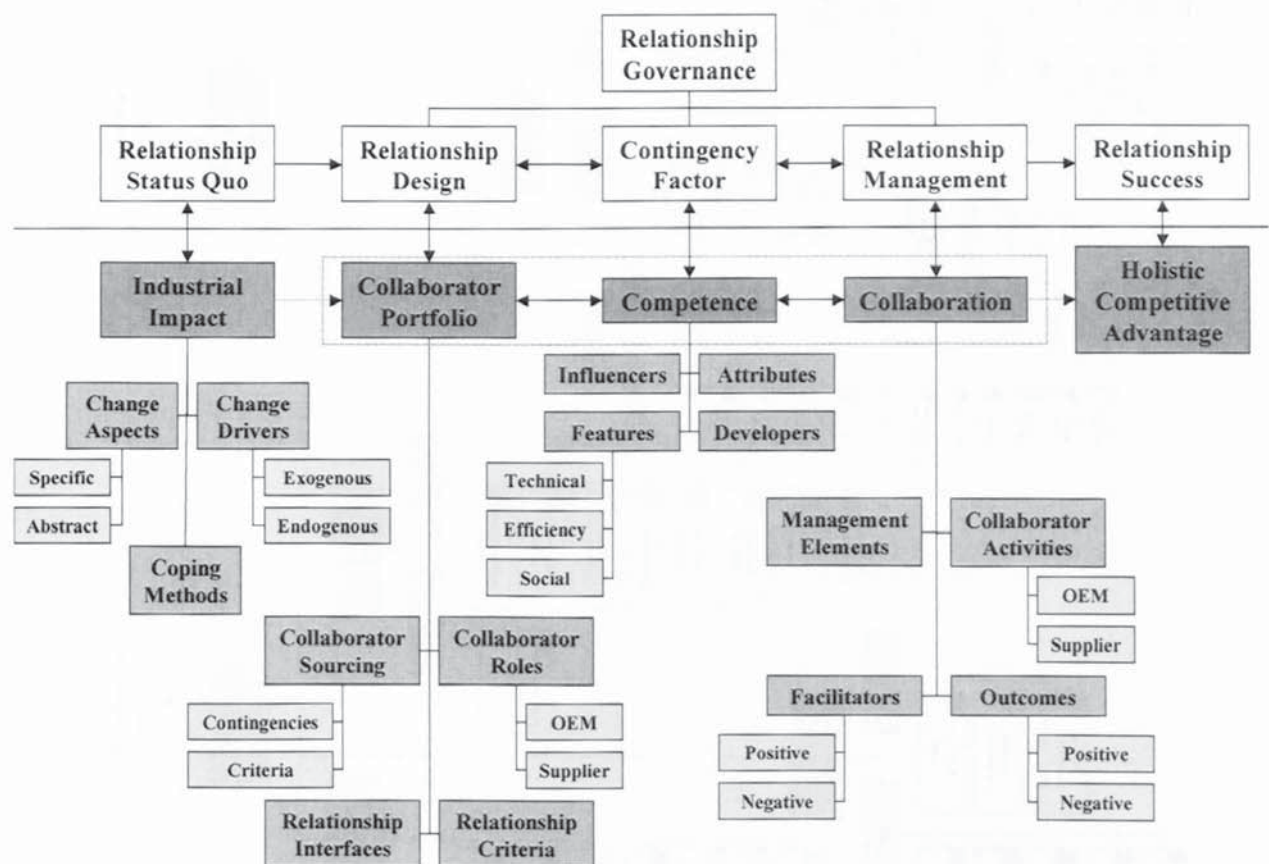 Relationship
Governance
Relationship
Status Quo
Relationship
Design
Contingency
Factor
Relationship
Management
Relationship
Success
Industrial
Impact
Collaborator
Portfolio
Competence
Collaboration
Holistic
Competitive
Advantage
Change
Aspects
Change
Drivers
Specific
Abstract
Exogenous
Endogenous
Coping
Methods
Influencers
Attributes
Features
Developers
Technical
Efficiency
Social
Management
Elements
Collaborator
Activities
OEM
Supplier
Collaborator
Sourcing
Collaborator
Roles
Contingencies
Criteria
OEM
Supplier
Facilitators
Outcomes
Positive
Negative
Positive
Negative
Relationship
Interfaces
Relationship
Criteria